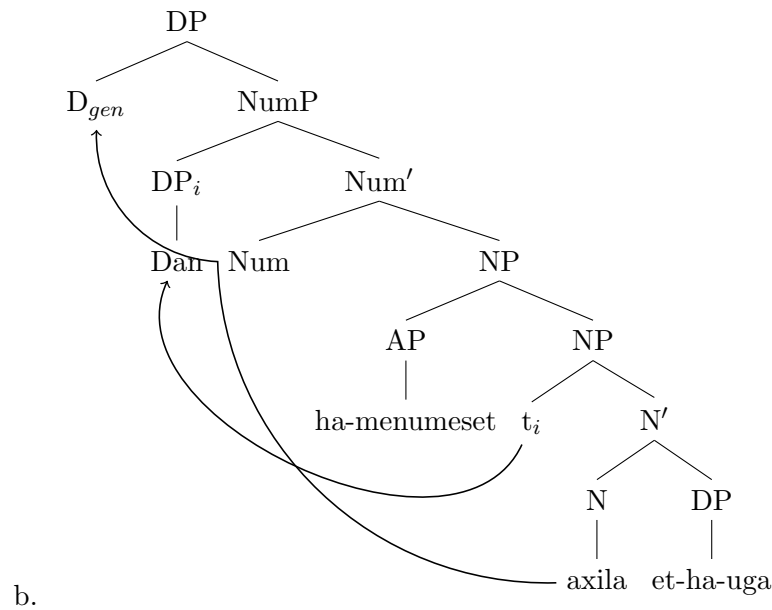 DP
D_gen NumP
DP_i Num′
Dan Num NP
AP NP
ha-menumeset t_i N′
N DP
axila et-ha-uga
b.